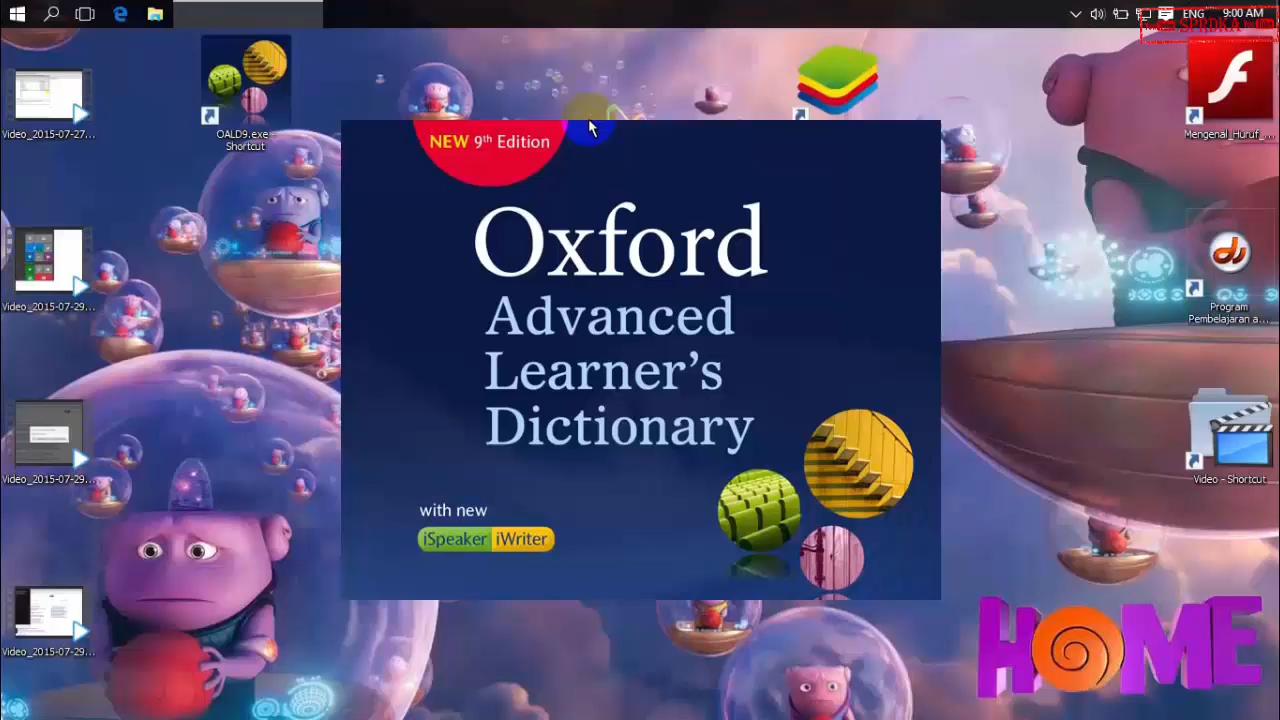 ENG
9:00 AM
SPRDKA
Video_2015-07-27...
OALD9.exe -
Shortcut
Mengenal_Huruf_...
NEW 9th Edition
Oxford
Advanced
Learner's
Dictionary
with new
iSpeaker iWriter
Video_2015-07-29...
Program
Pembelajaran a...
Video_2015-07-29...
Video - Shortcut
Video_2015-07-29...
HOME